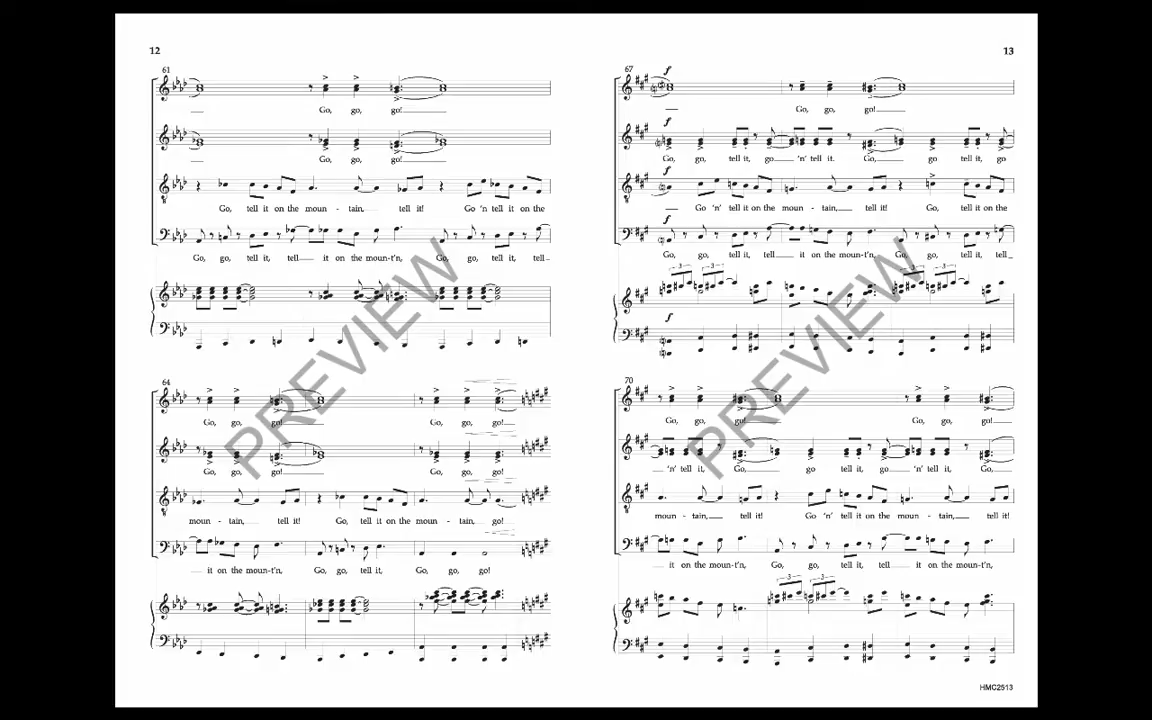 12
61
Go, go, go!
Go, go, go!
Go, tell it on the moun - tain, tell it! Go 'n tell it on the
Go, go, tell it, tell it on the moun-t'n, Go, go, tell it, tell
64
Go, go, go! Go, go, go!
Go, go, go! Go, go, go!
moun - tain, tell it! Go, tell it on the moun - tain, go!
it on the moun-t'n, Go, go, tell it, Go, go, go!
PREVIEW
13
67
f
Go, go, go!
f
Go, go, tell it, go 'n' tell it. Go, go tell it, go
f
Go 'n' tell it on the moun - tain, tell it! Go, tell it on the
f
Go, go, tell it, tell it on the moun-t'n, Go, go, tell it, tell
3 3 3 3
f
70
Go, go, go! Go, go, go!
'n' tell it, Go, go tell it, go 'n' tell it, Go,
moun - tain, tell it! Go 'n' tell it on the moun - tain, tell it!
it on the moun-t'n, Go, go, tell it, tell it on the moun-t'n,
3 3
PREVIEW
HMC2513